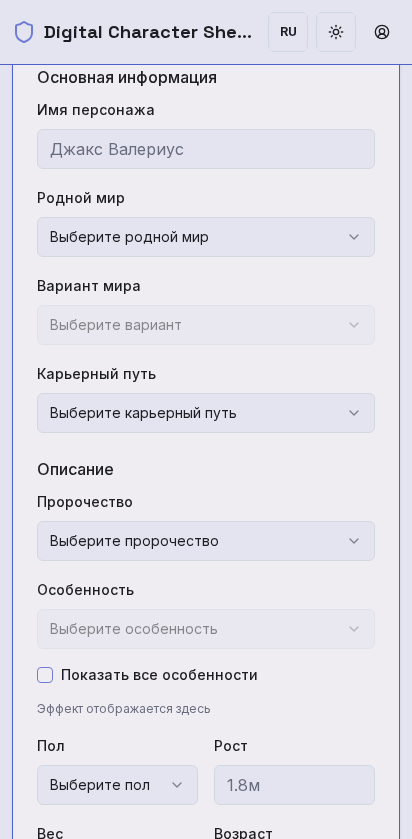 Digital Character She...
RU
Основная информация
Имя персонажа
Джакс Валериус
Родной мир
Выберите родной мир
Вариант мира
Выберите вариант
Карьерный путь
Выберите карьерный путь
Описание
Пророчество
Выберите пророчество
Особенность
Выберите особенность
Показать все особенности
Эффект отображается здесь
Пол
Рост
Выберите пол
1.8м
Вес
Возраст